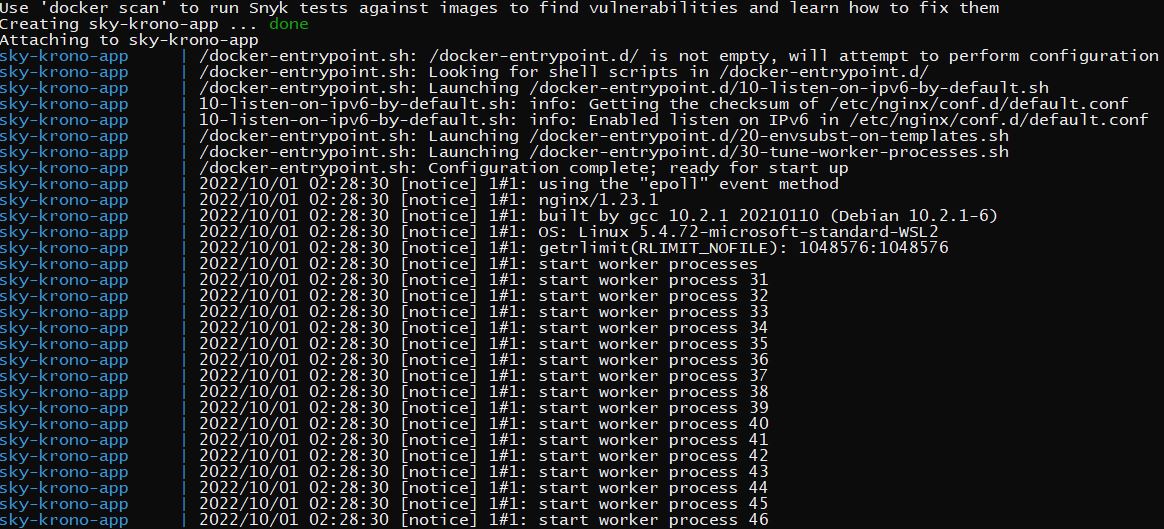 Use 'docker scan' to run Snyk tests against images to find vulnerabilities and learn how to fix them
Creating sky-krono-app ... done
Attaching to sky-krono-app
sky-krono-app | /docker-entrypoint.sh: /docker-entrypoint.d/ is not empty, will attempt to perform configuration
sky-krono-app | /docker-entrypoint.sh: Looking for shell scripts in /docker-entrypoint.d/
sky-krono-app | /docker-entrypoint.sh: Launching /docker-entrypoint.d/10-listen-on-ipv6-by-default.sh
sky-krono-app | 10-listen-on-ipv6-by-default.sh: info: Getting the checksum of /etc/nginx/conf.d/default.conf
sky-krono-app | 10-listen-on-ipv6-by-default.sh: info: Enabled listen on IPv6 in /etc/nginx/conf.d/default.conf
sky-krono-app | /docker-entrypoint.sh: Launching /docker-entrypoint.d/20-envsubst-on-templates.sh
sky-krono-app | /docker-entrypoint.sh: Launching /docker-entrypoint.d/30-tune-worker-processes.sh
sky-krono-app | /docker-entrypoint.sh: Configuration complete; ready for start up
sky-krono-app | 2022/10/01 02:28:30 [notice] 1#1: using the "epoll" event method
sky-krono-app | 2022/10/01 02:28:30 [notice] 1#1: nginx/1.23.1
sky-krono-app | 2022/10/01 02:28:30 [notice] 1#1: built by gcc 10.2.1 20210110 (Debian 10.2.1-6)
sky-krono-app | 2022/10/01 02:28:30 [notice] 1#1: OS: Linux 5.4.72-microsoft-standard-WSL2
sky-krono-app | 2022/10/01 02:28:30 [notice] 1#1: getrlimit(RLIMIT_NOFILE): 1048576:1048576
sky-krono-app | 2022/10/01 02:28:30 [notice] 1#1: start worker processes
sky-krono-app | 2022/10/01 02:28:30 [notice] 1#1: start worker process 31
sky-krono-app | 2022/10/01 02:28:30 [notice] 1#1: start worker process 32
sky-krono-app | 2022/10/01 02:28:30 [notice] 1#1: start worker process 33
sky-krono-app | 2022/10/01 02:28:30 [notice] 1#1: start worker process 34
sky-krono-app | 2022/10/01 02:28:30 [notice] 1#1: start worker process 35
sky-krono-app | 2022/10/01 02:28:30 [notice] 1#1: start worker process 36
sky-krono-app | 2022/10/01 02:28:30 [notice] 1#1: start worker process 37
sky-krono-app | 2022/10/01 02:28:30 [notice] 1#1: start worker process 38
sky-krono-app | 2022/10/01 02:28:30 [notice] 1#1: start worker process 39
sky-krono-app | 2022/10/01 02:28:30 [notice] 1#1: start worker process 40
sky-krono-app | 2022/10/01 02:28:30 [notice] 1#1: start worker process 41
sky-krono-app | 2022/10/01 02:28:30 [notice] 1#1: start worker process 42
sky-krono-app | 2022/10/01 02:28:30 [notice] 1#1: start worker process 43
sky-krono-app | 2022/10/01 02:28:30 [notice] 1#1: start worker process 44
sky-krono-app | 2022/10/01 02:28:30 [notice] 1#1: start worker process 45
sky-krono-app | 2022/10/01 02:28:30 [notice] 1#1: start worker process 46